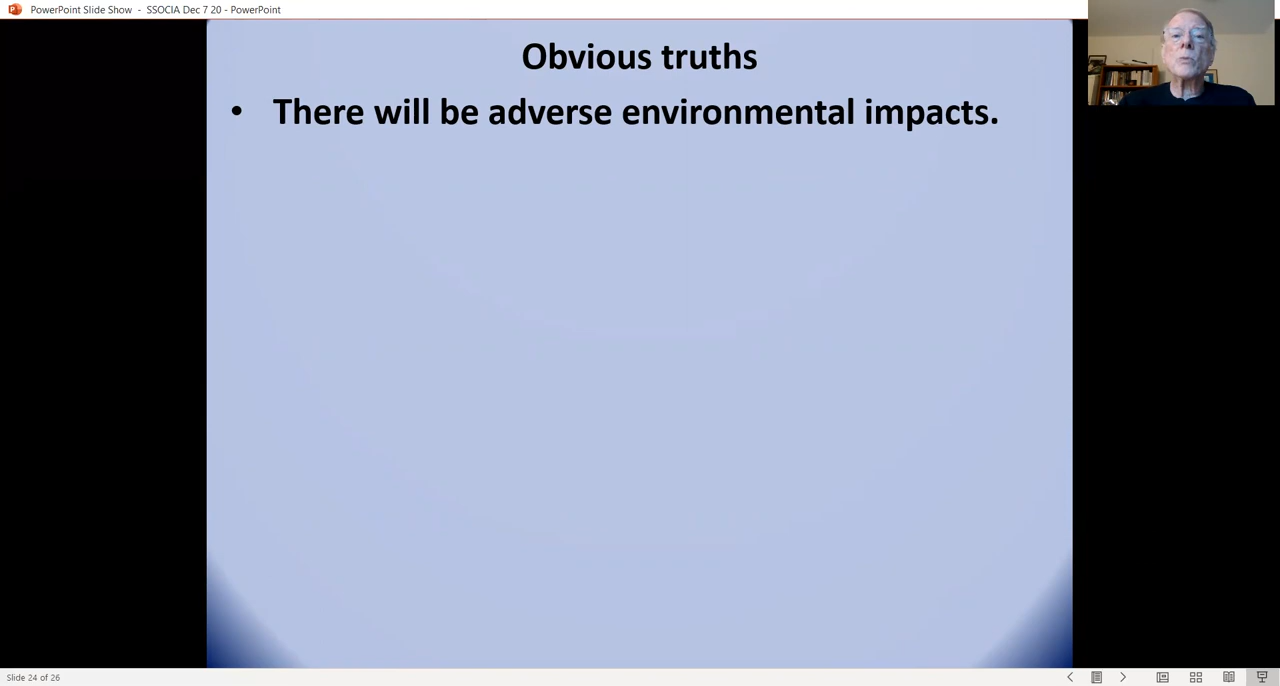 PowerPoint Slide Show - SSOCIA Dec 7 20 - PowerPoint
Obvious truths
• There will be adverse environmental impacts.
Slide 24 of 26